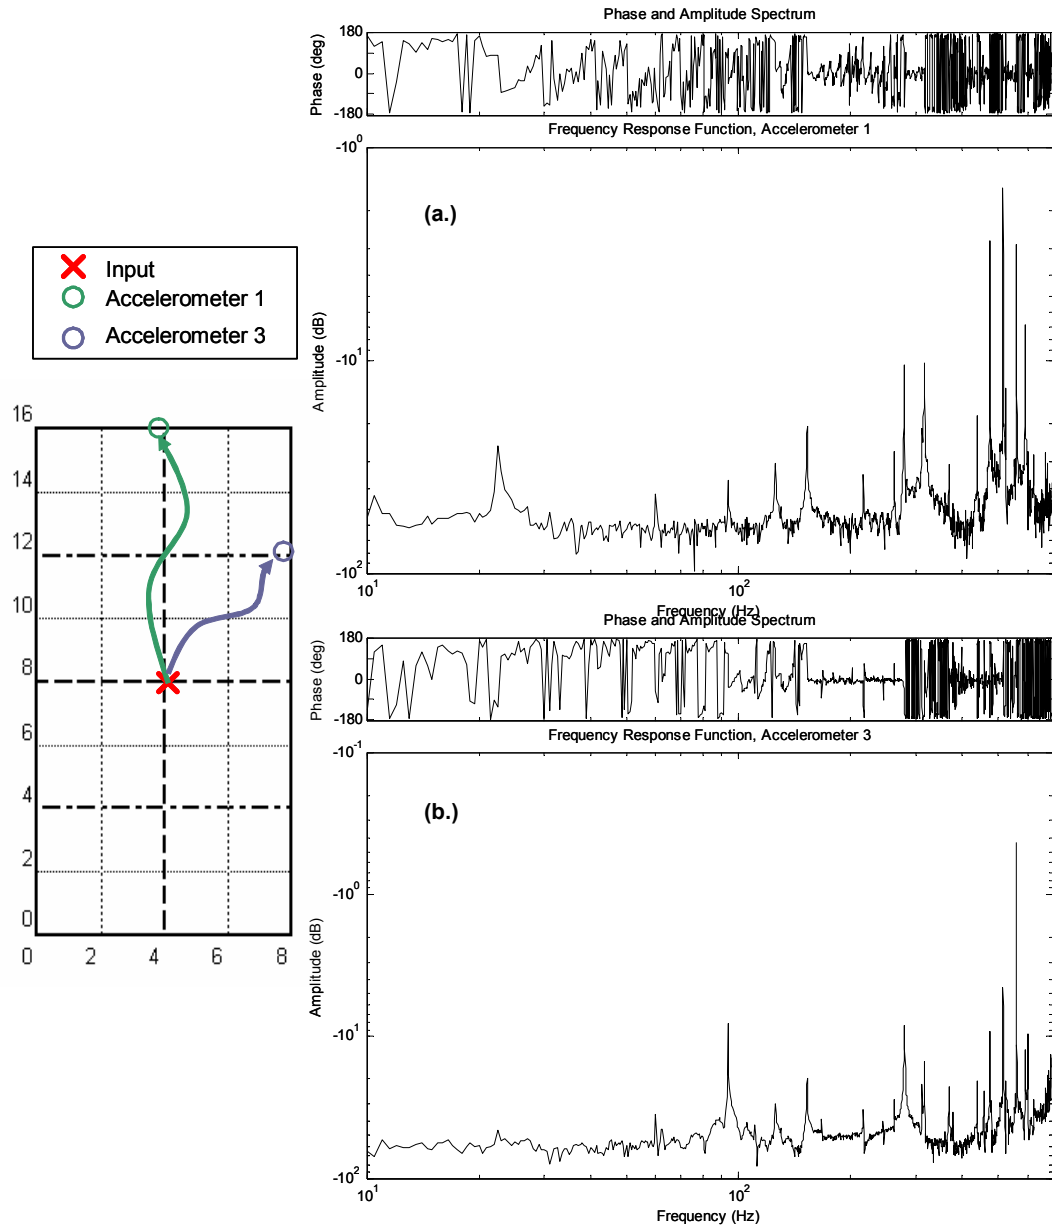 Phase and Amplitude Spectrum
180
0
-180
Phase (deg)
Frequency Response Function, Accelerometer 1
-10^0
-10^1
-10^2
Amplitude (dB)
(a.)
10^1
10^2
Frequency (Hz)
Input
Accelerometer 1
Accelerometer 3
16
14
12
10
8
6
4
2
0
0 2 4 6 8
Phase and Amplitude Spectrum
180
0
-180
Phase (deg)
Frequency Response Function, Accelerometer 3
-10^-1
-10^0
-10^1
-10^2
Amplitude (dB)
(b.)
10^1
10^2
Frequency (Hz)